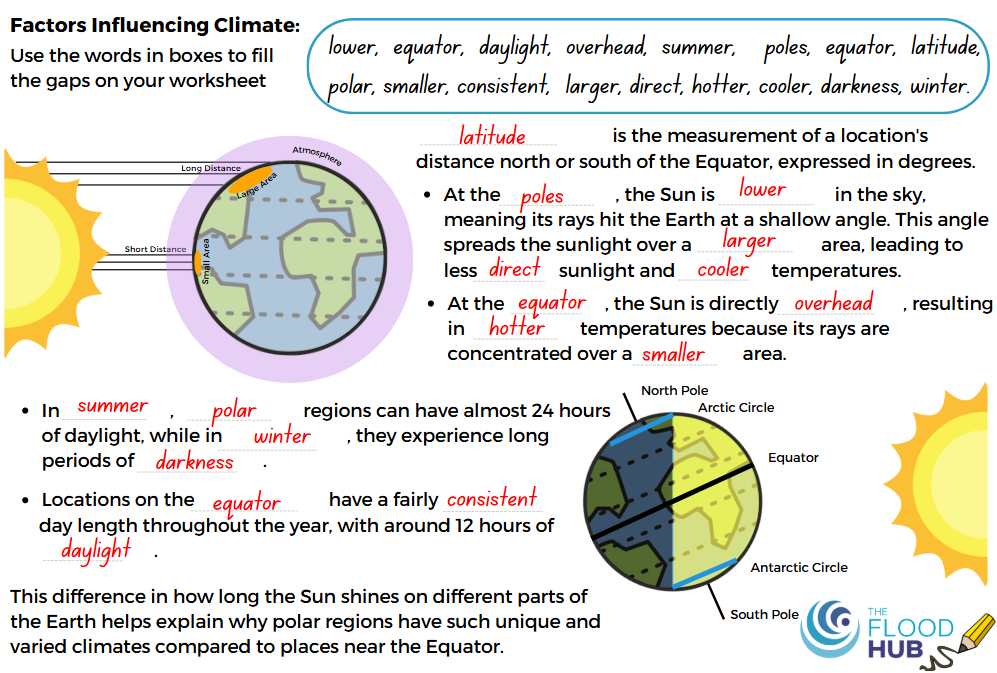 Factors Influencing Climate:
Use the words in boxes to fill
the gaps on your worksheet
lower, equator, daylight, overhead, summer, poles, equator, latitude,
polar, smaller, consistent, larger, direct, hotter, cooler, darkness, winter.
latitude is the measurement of a location's
distance north or south of the Equator, expressed in degrees.
• At the poles , the Sun is lower in the sky,
meaning its rays hit the Earth at a shallow angle. This angle
spreads the sunlight over a larger area, leading to
less direct sunlight and cooler temperatures.
• At the equator , the Sun is directly overhead , resulting
in hotter temperatures because its rays are
concentrated over a smaller area.
Atmosphere
Long Distance
Large Area
Short Distance
Small Area
• In summer , polar regions can have almost 24 hours
of daylight, while in winter , they experience long
periods of darkness .
• Locations on the equator have a fairly consistent
day length throughout the year, with around 12 hours of
daylight .
This difference in how long the Sun shines on different parts of
the Earth helps explain why polar regions have such unique and
varied climates compared to places near the Equator.
North Pole
Arctic Circle
Equator
Antarctic Circle
South Pole
THE
FLOOD
HUB